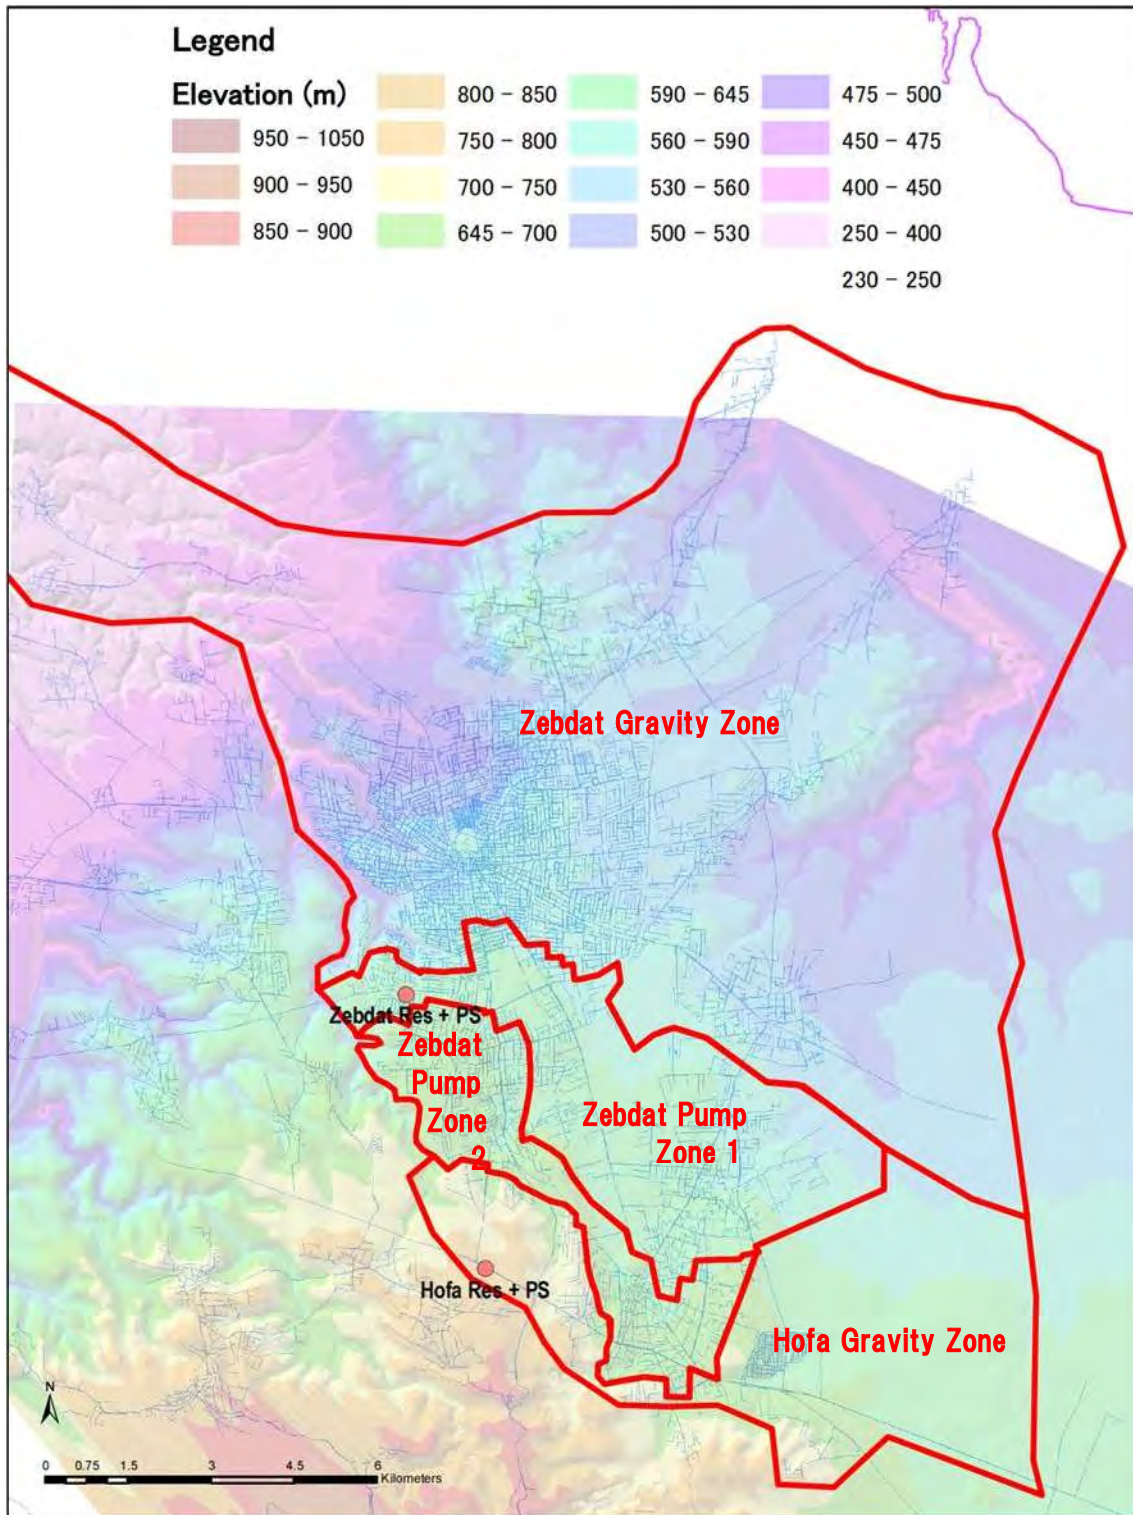 Legend
Elevation (m)
950 - 1050
900 - 950
850 - 900
800 - 850
750 - 800
700 - 750
645 - 700
590 - 645
560 - 590
530 - 560
500 - 530
475 - 500
450 - 475
400 - 450
250 - 400
230 - 250
Zebdat Gravity Zone
Zebdat Res + PS
Zebdat
Pump
Zone
2
Zebdat Pump
Zone 1
Hofa Res + PS
Hofa Gravity Zone
N
0 0.75 1.5 3 4.5 6
Kilometers